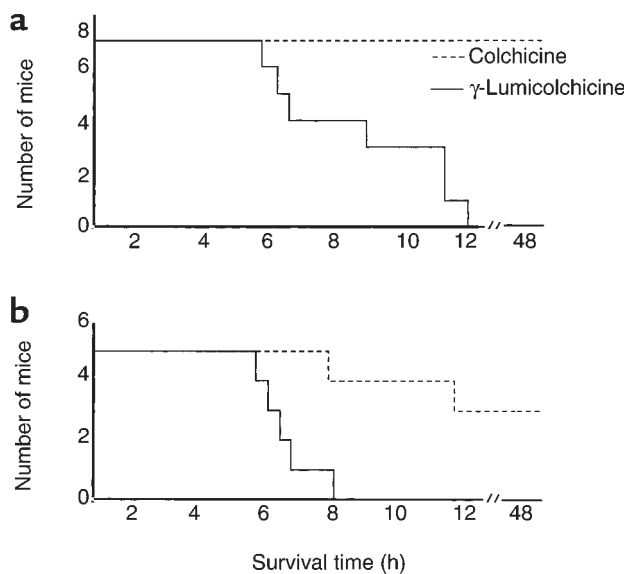 a
Number of mice
8
6
4
2
0
Colchicine
γ-Lumicolchicine
2 4 6 8 10 12 // 48
b
Number of mice
6
4
2
0
2 4 6 8 10 12 // 48
Survival time (h)